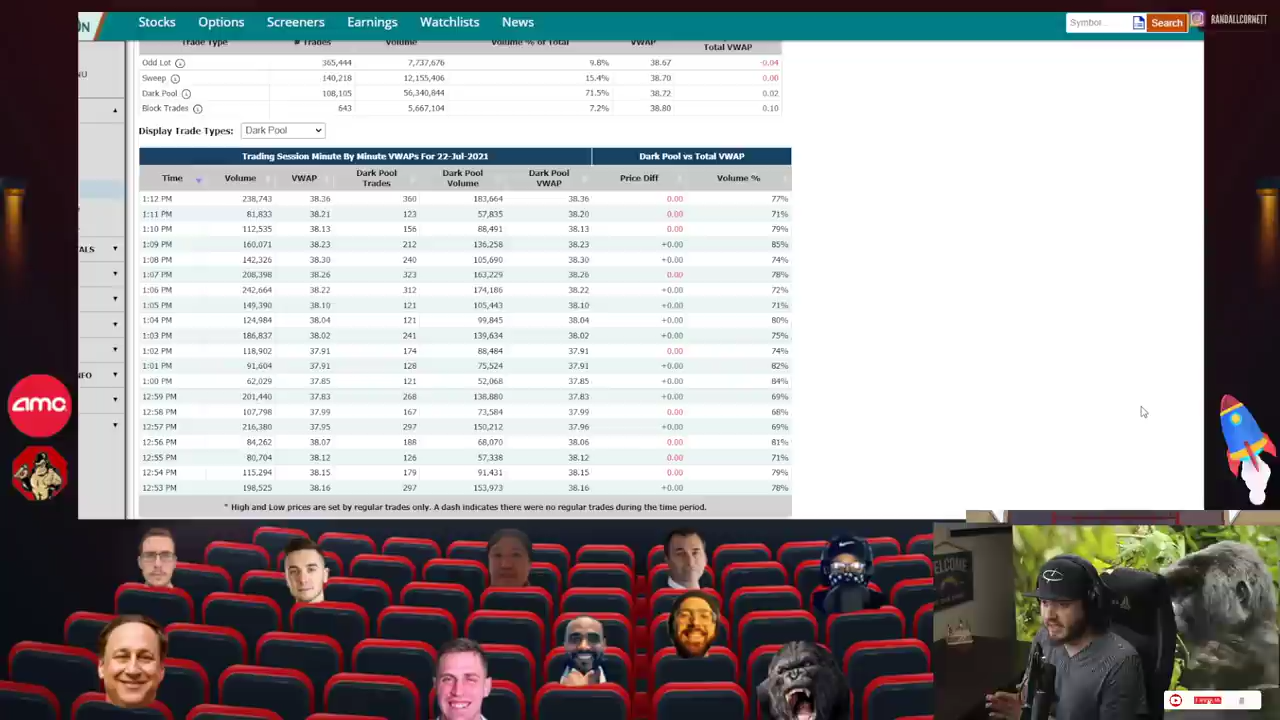 ON
Stocks Options Screeners Earnings Watchlists News
Symbol... Search
RANDALLCORNETT
Trade Type # Trades Volume Volume % of Total VWAP Total VWAP
Odd Lot 365,444 7,737,676 9.8% 38.67 -0.04
Sweep 140,218 12,155,406 15.4% 38.70 0.00
Dark Pool 108,105 56,340,844 71.5% 38.72 0.02
Block Trades 643 5,667,104 7.2% 38.80 0.10
Display Trade Types: Dark Pool
Trading Session Minute By Minute VWAPs For 22-Jul-2021 Dark Pool vs Total VWAP
Time Volume VWAP Dark Pool Trades Dark Pool Volume Dark Pool VWAP Price Diff Volume %
1:12 PM 238,743 38.36 360 183,664 38.36 0.00 77%
1:11 PM 81,833 38.21 123 57,835 38.20 0.00 71%
1:10 PM 112,535 38.13 156 88,491 38.13 0.00 79%
1:09 PM 160,071 38.23 212 136,258 38.23 +0.00 85%
1:08 PM 142,326 38.30 240 105,690 38.30 +0.00 74%
1:07 PM 208,398 38.26 323 163,229 38.26 0.00 78%
1:06 PM 242,664 38.22 312 174,186 38.22 +0.00 72%
1:05 PM 149,390 38.10 121 105,443 38.10 +0.00 71%
1:04 PM 124,984 38.04 121 99,845 38.04 +0.00 80%
1:03 PM 186,837 38.02 241 139,634 38.02 +0.00 75%
1:02 PM 118,902 37.91 174 88,484 37.91 0.00 74%
1:01 PM 91,604 37.91 128 75,524 37.91 +0.00 82%
1:00 PM 62,029 37.85 121 52,068 37.85 +0.00 84%
12:59 PM 201,440 37.83 268 138,880 37.83 +0.00 69%
12:58 PM 107,798 37.99 167 73,584 37.99 0.00 68%
12:57 PM 216,380 37.95 297 150,212 37.96 +0.00 69%
12:56 PM 84,262 38.07 188 68,070 38.06 0.00 81%
12:55 PM 80,704 38.12 126 57,338 38.12 0.00 71%
12:54 PM 115,294 38.15 179 91,431 38.15 0.00 79%
12:53 PM 198,525 38.16 297 153,973 38.16 +0.00 78%
* High and Low prices are set by regular trades only. A dash indicates there were no regular trades during the time period.
NU
ALS
NFO
amc
WELCOME